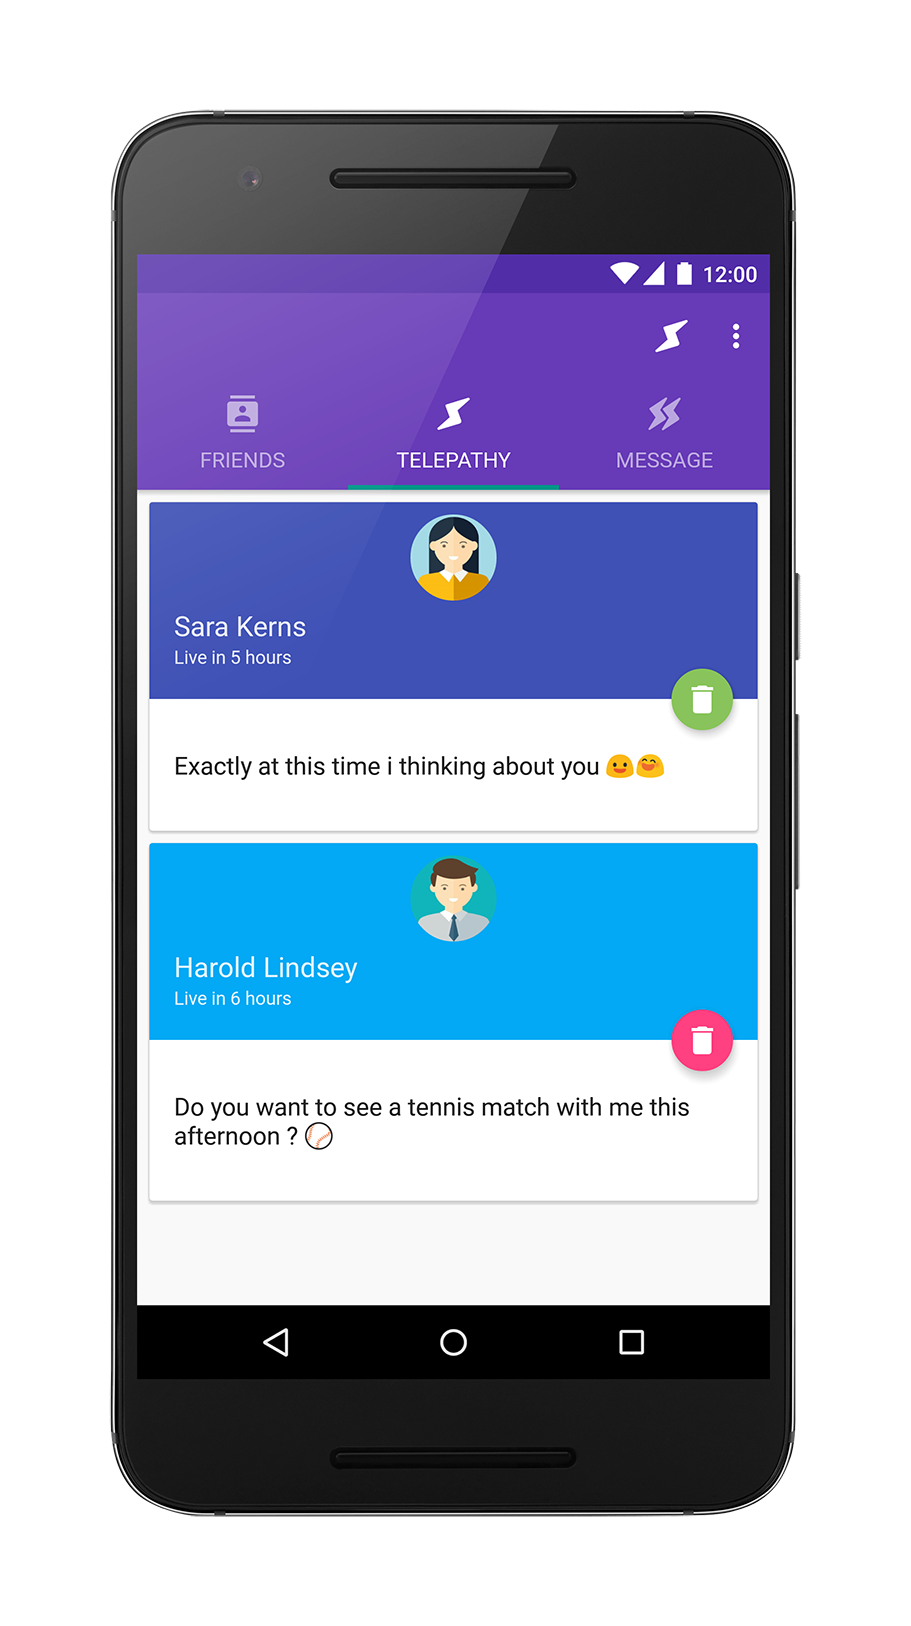 12:00
FRIENDS
TELEPATHY
MESSAGE
Sara Kerns
Live in 5 hours
Exactly at this time i thinking about you 😃😄
Harold Lindsey
Live in 6 hours
Do you want to see a tennis match with me this
afternoon ? ⚾